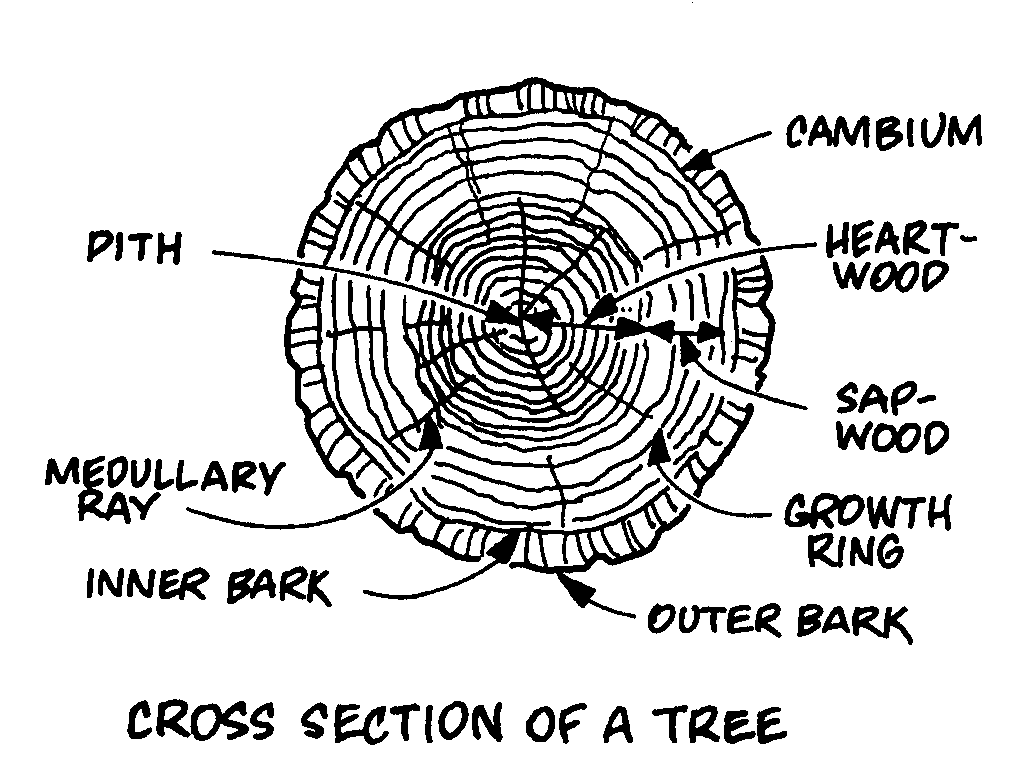 CAMBIUM
PITH
HEART-
WOOD
SAP-
WOOD
MEDULLARY
RAY
GROWTH
RING
INNER BARK
OUTER BARK
CROSS SECTION OF A TREE